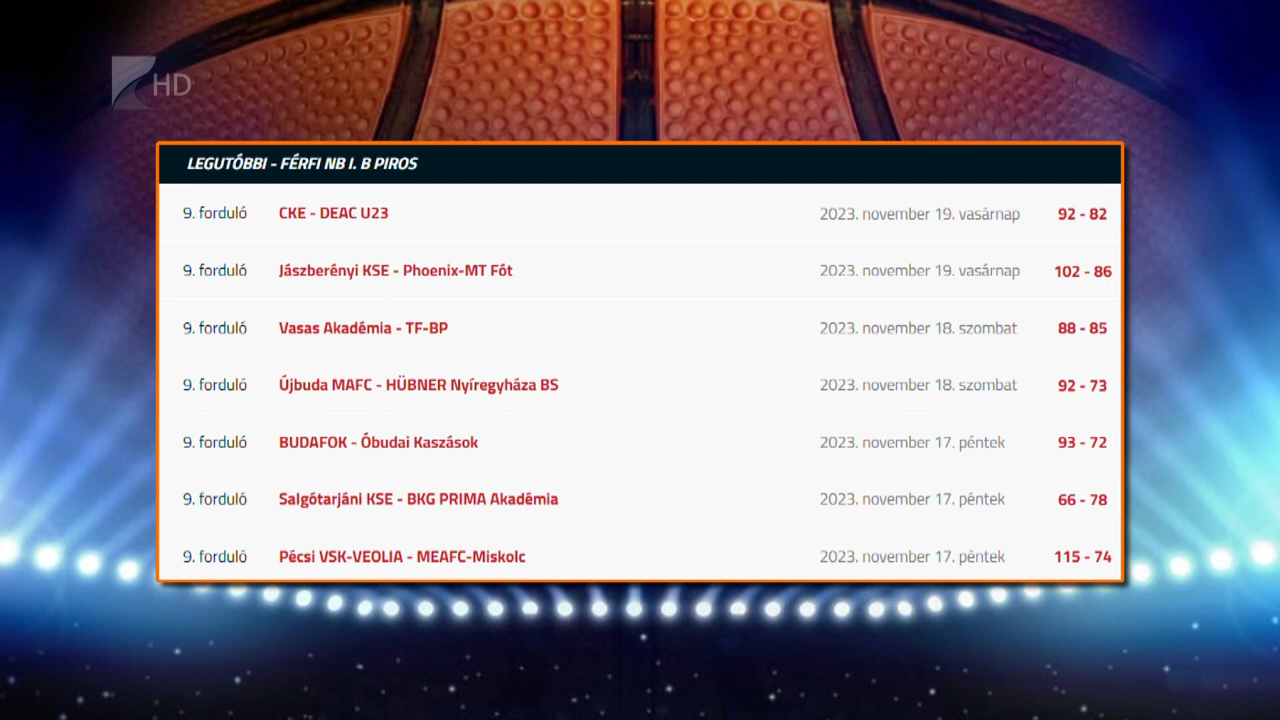 HD
LEGUTÓBBI - FÉRFI NB I. B PIROS
9. forduló CKE - DEAC U23 2023. november 19. vasárnap 92 - 82
9. forduló Jászberényi KSE - Phoenix-MT Fót 2023. november 19. vasárnap 102 - 86
9. forduló Vasas Akadémia - TF-BP 2023. november 18. szombat 88 - 85
9. forduló Újbuda MAFC - HÜBNER Nyíregyháza BS 2023. november 18. szombat 92 - 73
9. forduló BUDAFOK - Óbudai Kaszások 2023. november 17. péntek 93 - 72
9. forduló Salgótarjáni KSE - BKG PRIMA Akadémia 2023. november 17. péntek 66 - 78
9. forduló Pécsi VSK-VEOLIA - MEAFC-Miskolc 2023. november 17. péntek 115 - 74